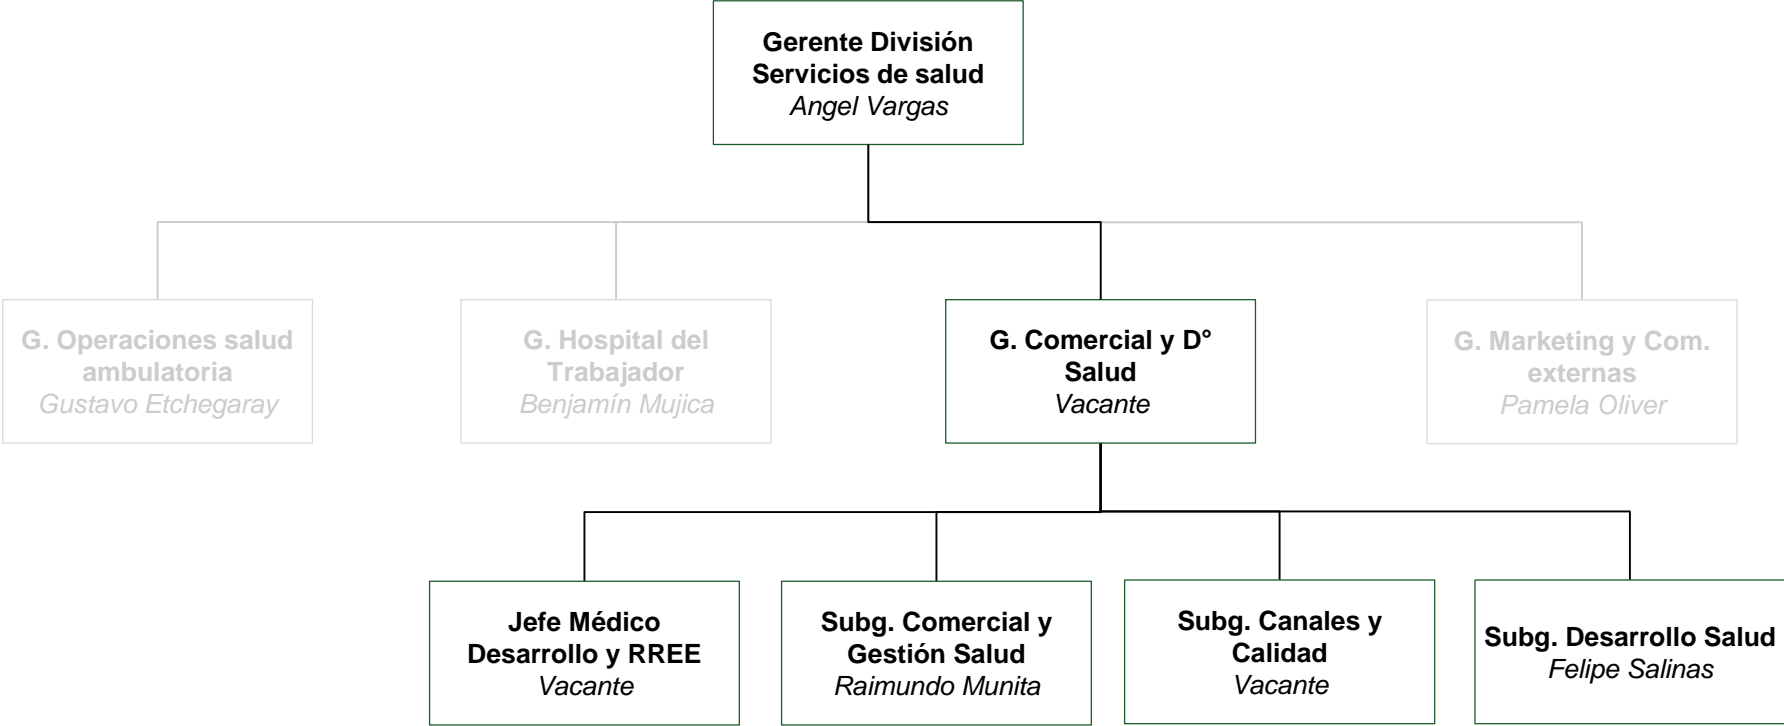 Gerente División
Servicios de salud
Angel Vargas
G. Operaciones salud
ambulatoria
Gustavo Etchegaray
G. Hospital del
Trabajador
Benjamín Mujica
G. Comercial y D°
Salud
Vacante
G. Marketing y Com.
externas
Pamela Oliver
Jefe Médico
Desarrollo y RREE
Vacante
Subg. Comercial y
Gestión Salud
Raimundo Munita
Subg. Canales y
Calidad
Vacante
Subg. Desarrollo Salud
Felipe Salinas